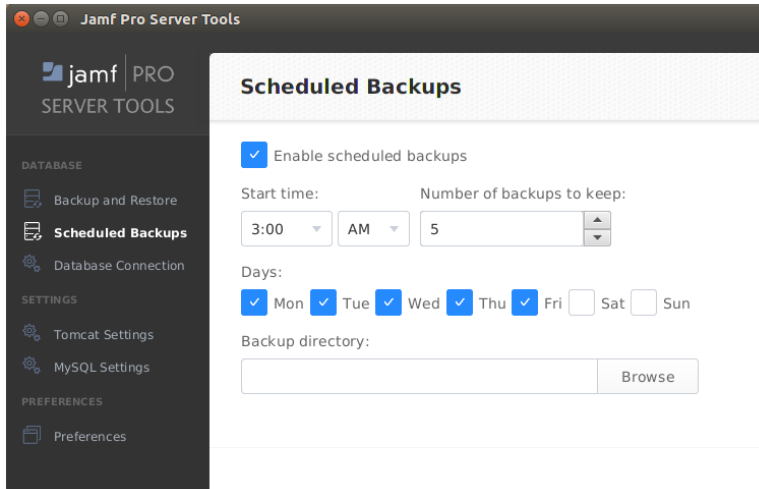 Jamf Pro Server Tools
jamf PRO
SERVER TOOLS
DATABASE
Backup and Restore
Scheduled Backups
Database Connection
SETTINGS
Tomcat Settings
MySQL Settings
PREFERENCES
Preferences
Scheduled Backups
Enable scheduled backups
Start time: Number of backups to keep:
3:00 AM 5
Days:
Mon Tue Wed Thu Fri Sat Sun
Backup directory:
Browse